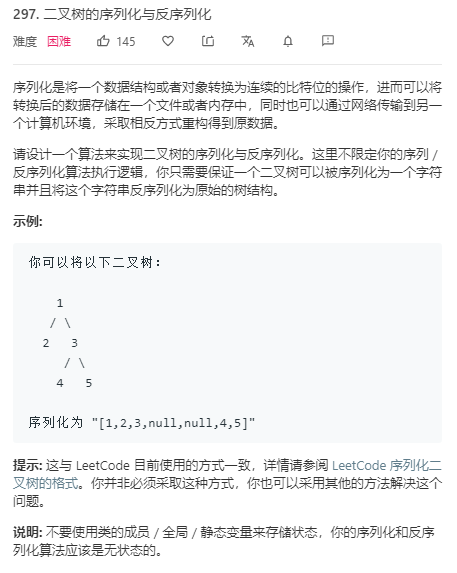 297. 二叉树的序列化与反序列化
难度 困难 145
序列化是将一个数据结构或者对象转换为连续的比特位的操作，进而可以将
转换后的数据存储在一个文件或者内存中，同时也可以通过网络传输到另一
个计算机环境，采取相反方式重构得到原数据。
请设计一个算法来实现二叉树的序列化与反序列化。这里不限定你的序列 /
反序列化算法执行逻辑，你只需要保证一个二叉树可以被序列化为一个字符
串并且将这个字符串反序列化为原始的树结构。
示例:
你可以将以下二叉树：
1
/ \
2 3
/ \
4 5
序列化为 "[1,2,3,null,null,4,5]"
提示: 这与 LeetCode 目前使用的方式一致，详情请参阅 LeetCode 序列化二
叉树的格式。你并非必须采取这种方式，你也可以采用其他的方法解决这个
问题。
说明: 不要使用类的成员 / 全局 / 静态变量来存储状态，你的序列化和反序
列化算法应该是无状态的。